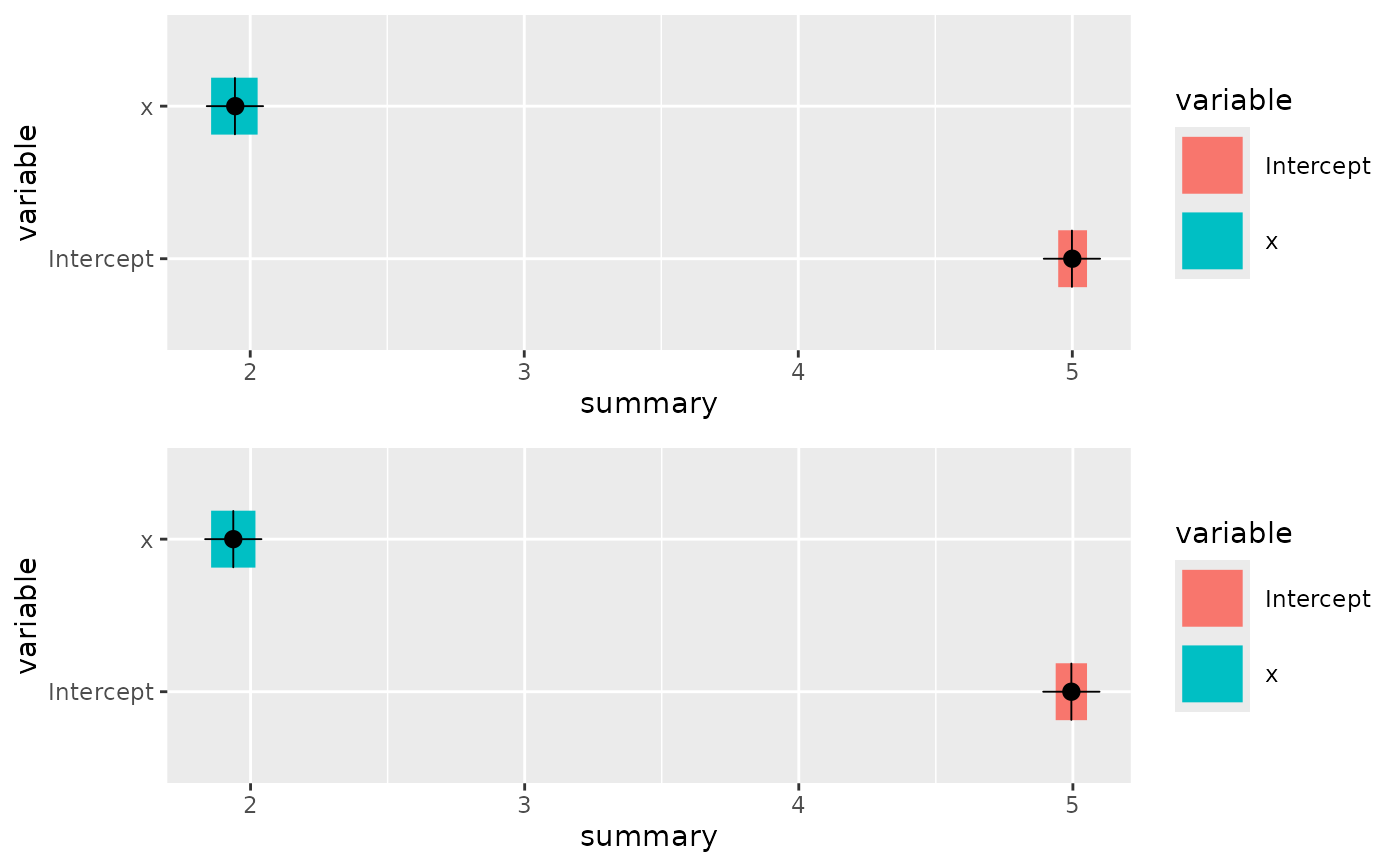 variable
x
Intercept
2 3 4 5
summary
variable
Intercept
x
variable
x
Intercept
2 3 4 5
summary
variable
Intercept
x